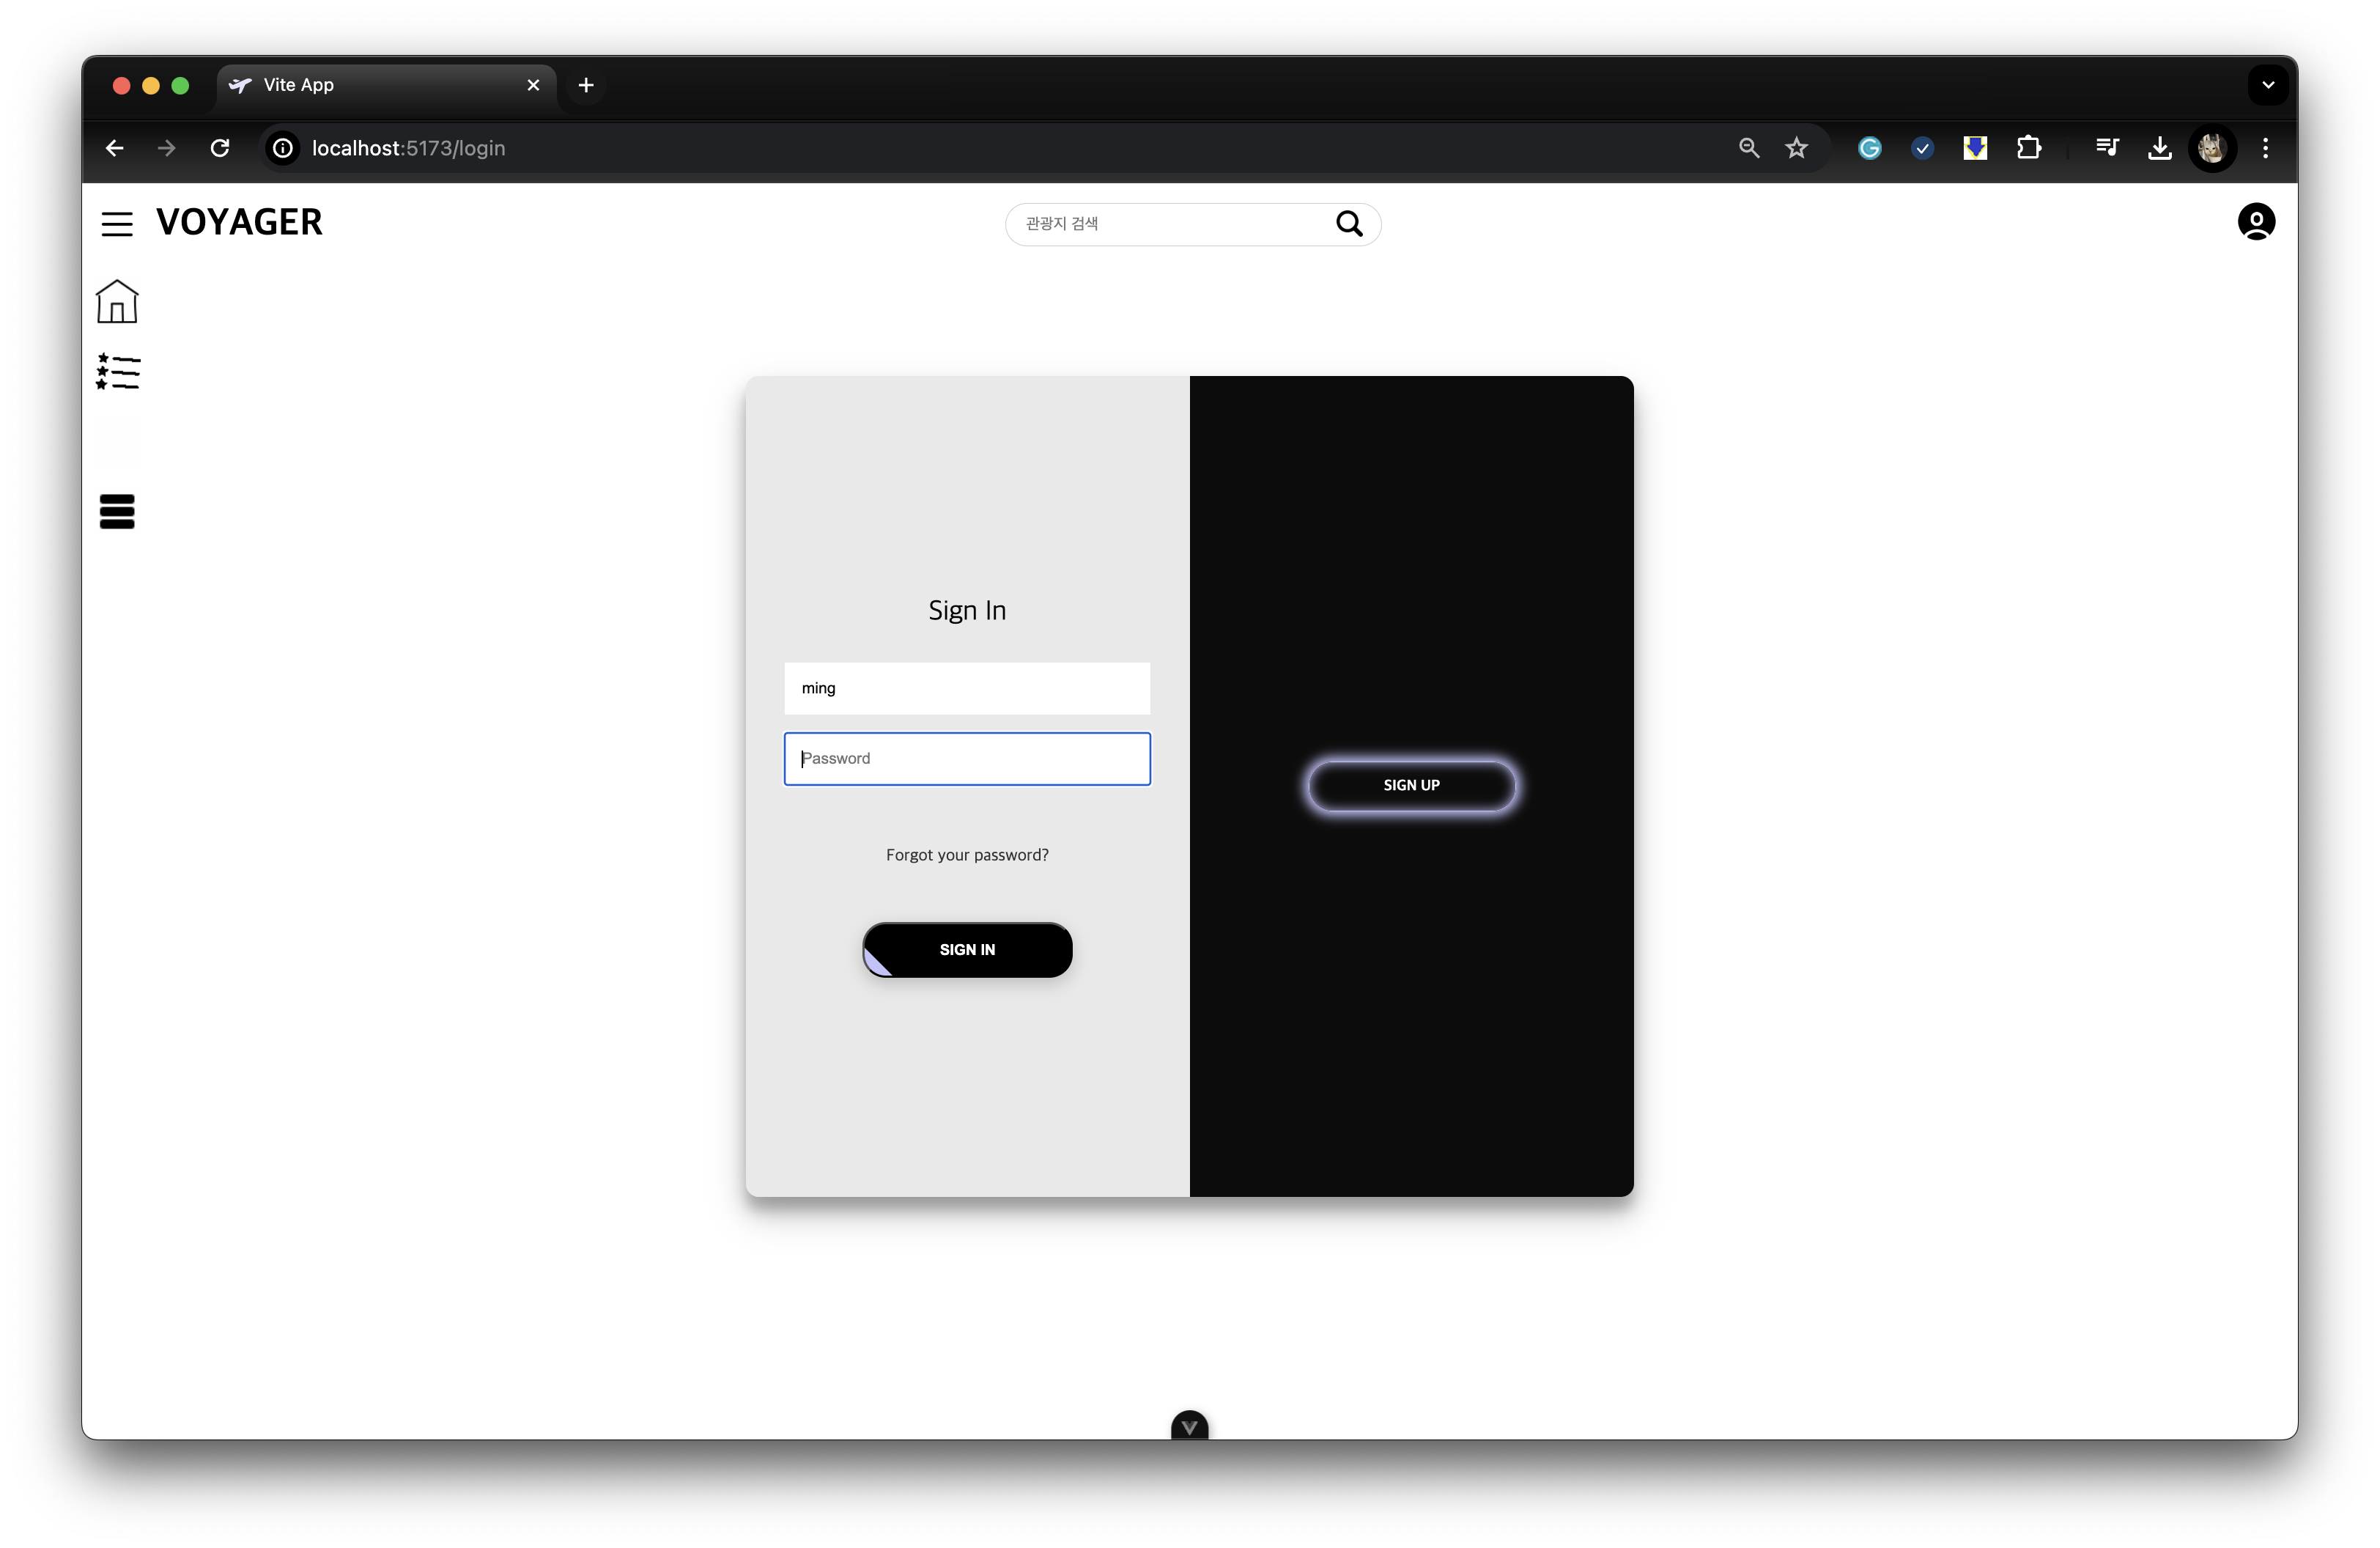 Vite App
localhost:5173/login
VOYAGER
관광지 검색
Sign In
ming
Password
Forgot your password?
SIGN IN
SIGN UP